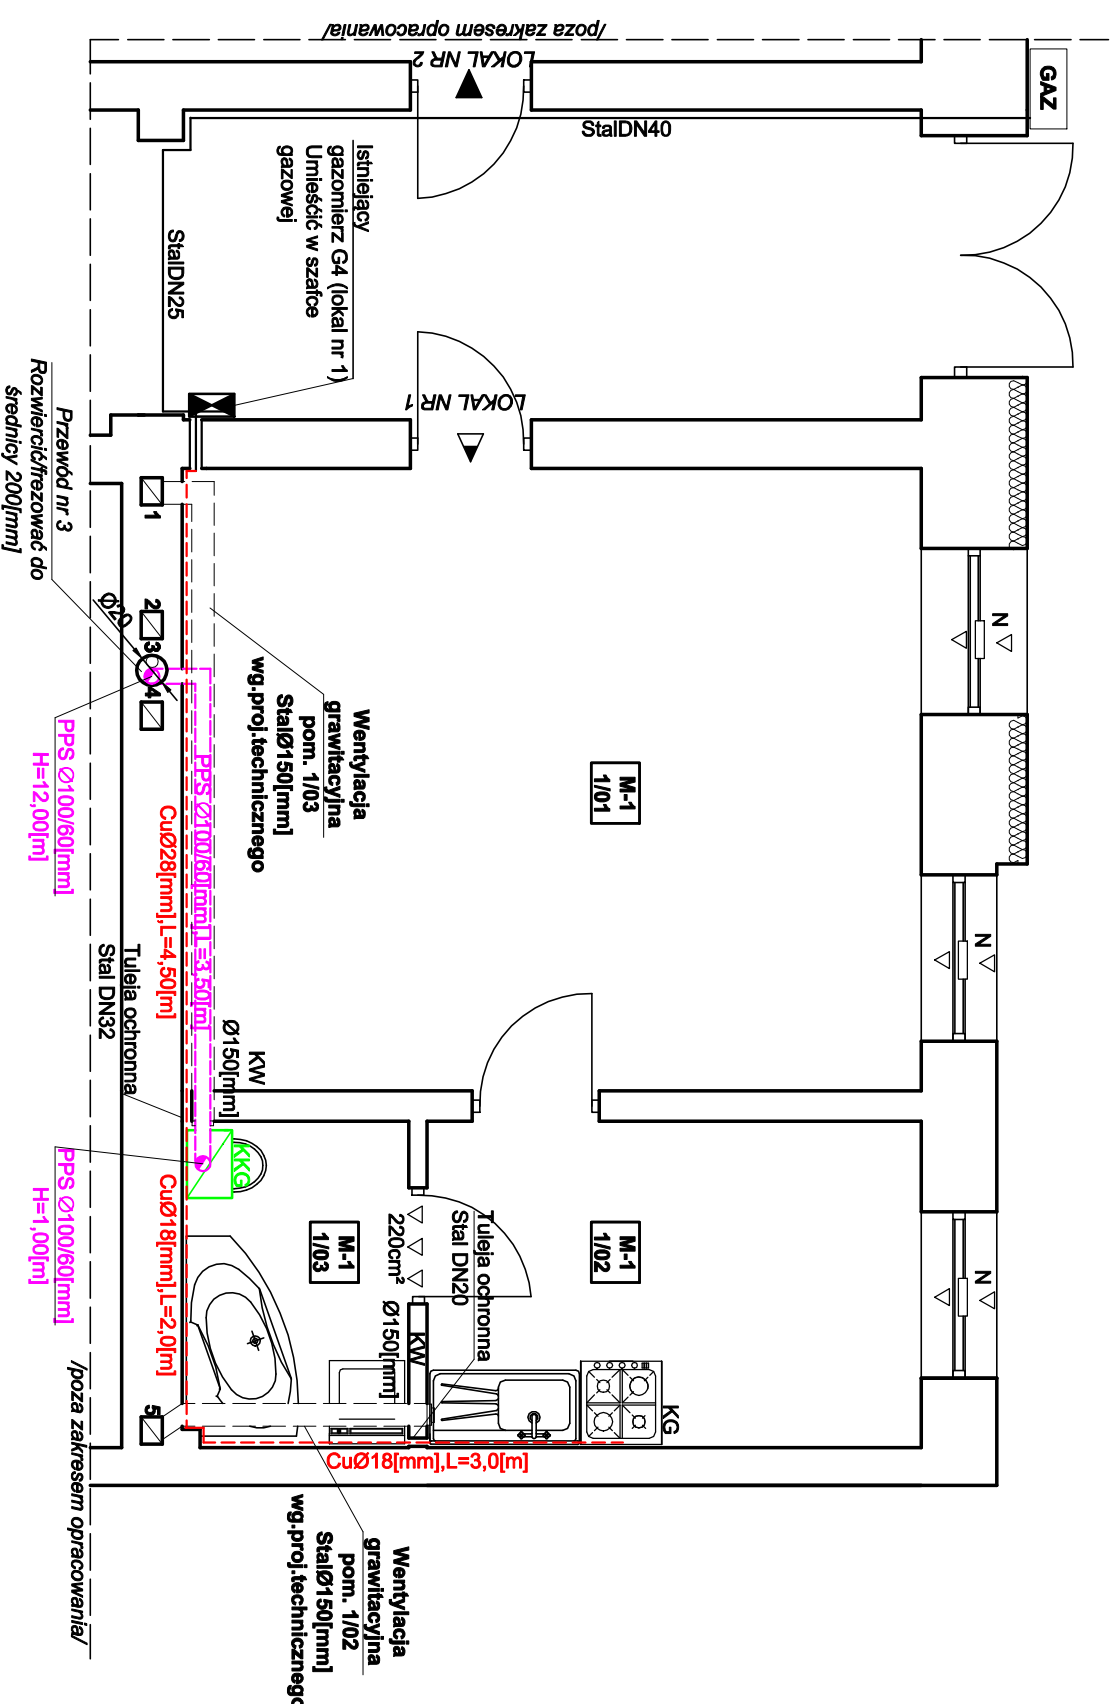 /poza zakresem opracowania/
LOKAL NR 2
GAZ
StalDN40
Istniejący
gazomierz G4 (lokal nr 1)
Umieścić w szafce
gazowej
StalDN25
LOKAL NR 1
Przewód nr 3
Rozwiercić/frezować do
średnicy 200[mm]
1
2
3
4
Ø20
N
Wentylacja
grawitacyjna
pom. 1/03
StalØ150[mm]
wg.proj.technicznego
M-1
1/01
PPS Ø100/60[mm]
H=12,00[m]
PPS Ø100/60[mm],L=3,50[m]
CuØ28[mm],L=4,50[m]
Tuleja ochronna
Stal DN32
N
KW
Ø150[mm]
KKG
PPS Ø100/60[mm]
H=1,00[m]
CuØ18[mm],L=2,0[m]
M-1
1/03
220cm²
Tuleja ochronna
Stal DN20
M-1
1/02
N
KW
Ø150[mm]
KG
5
CuØ18[mm],L=3,0[m]
/poza zakresem opracowania/
Wentylacja
grawitacyjna
pom. 1/02
StalØ150[mm]
wg.proj.technicznego